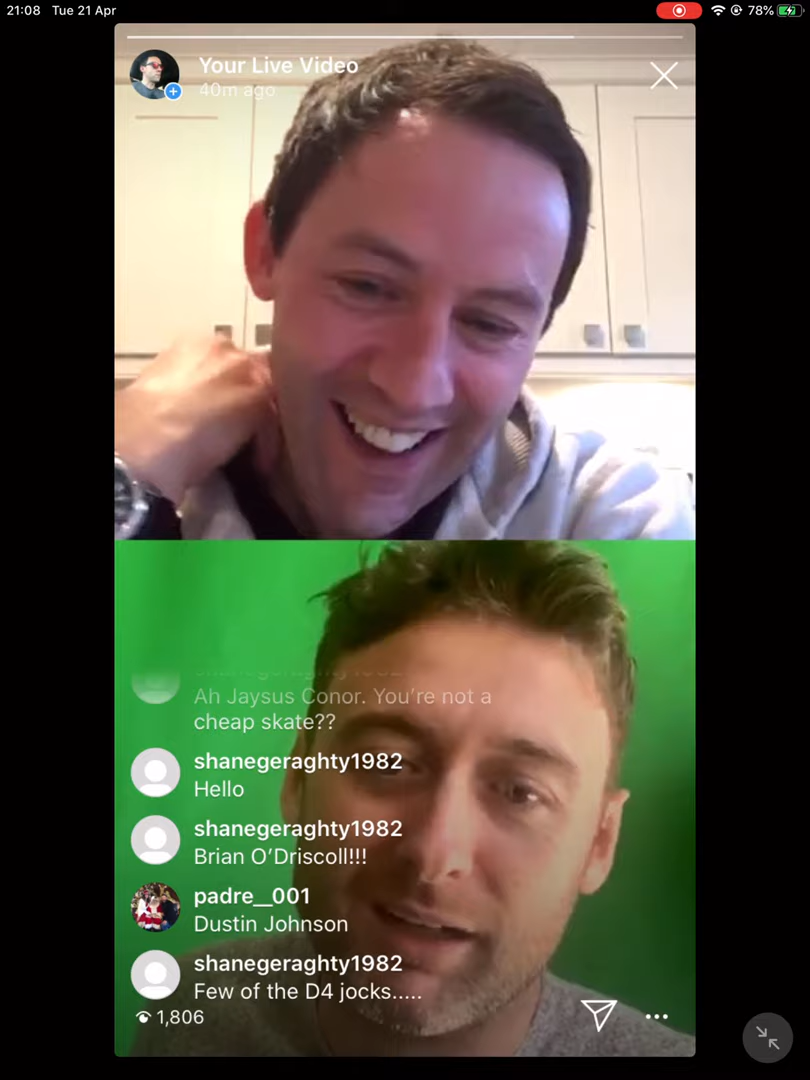 21:08 Tue 21 Apr
78%
Your Live Video
40m ago
Ah Jaysus Conor. You're not a
cheap skate??
shanegeraghty1982
Hello
shanegeraghty1982
Brian O'Driscoll!!!
padre__001
Dustin Johnson
shanegeraghty1982
Few of the D4 jocks.....
1,806